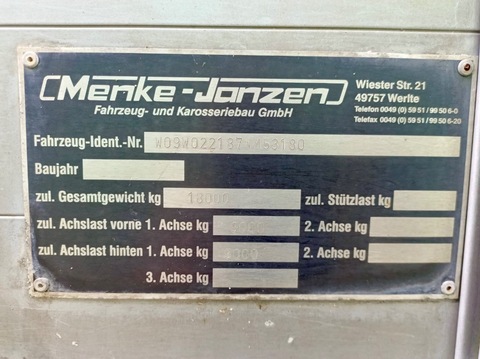 Menke-Janzen
Fahrzeug- und Karosseriebau GmbH
Wiester Str. 21
49757 Werlte
Telefon 0049 (0) 59 51 / 99 50 6-0
Telefax 0049 (0) 59 51 / 99 50 6-20
Fahrzeug-Ident.-Nr.
Baujahr
zul. Gesamtgewicht kg 18000 zul. Stützlast kg
zul. Achslast vorne 1. Achse kg 2. Achse kg
zul. Achslast hinten 1. Achse kg 2. Achse kg
3. Achse kg